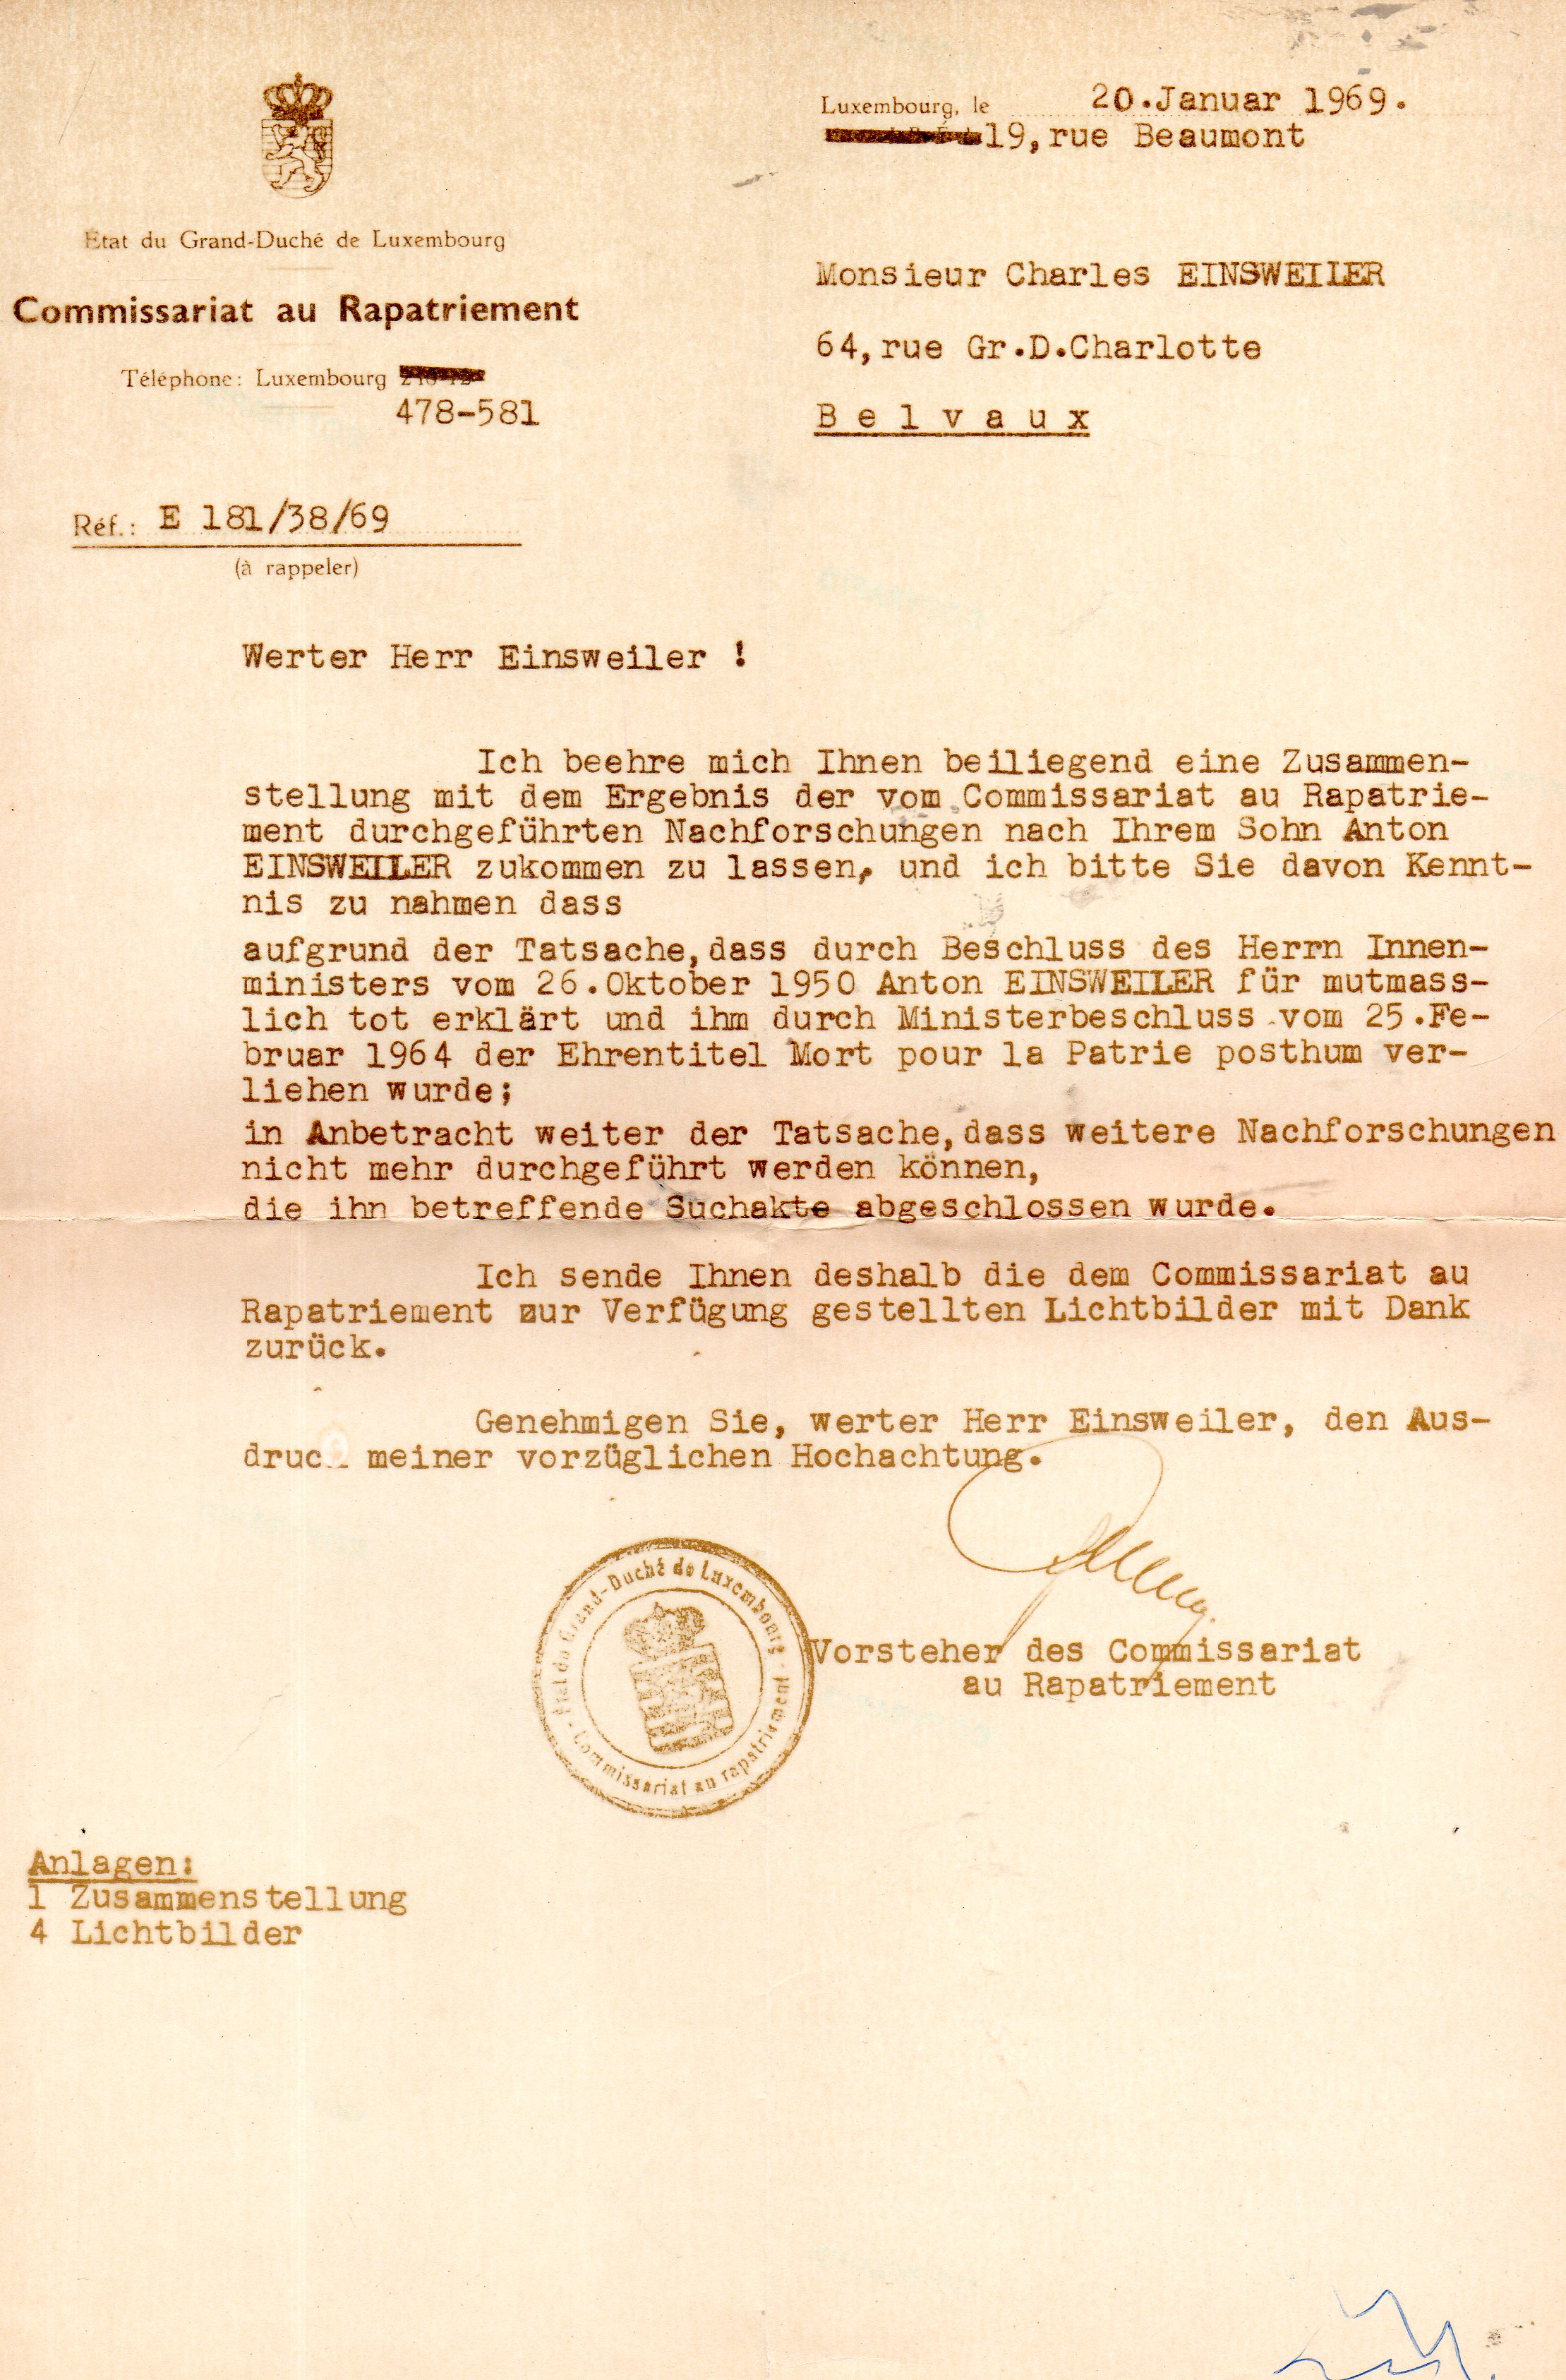 Luxembourg, le 20.Januar 1969.
19,rue Beaumont
Etat du Grand-Duché de Luxembourg
Commissariat au Rapatriement
Téléphone: Luxembourg
478-581
Monsieur Charles EINSWEILER
64,rue Gr.D.Charlotte
B e l v a u x
Réf.: E 181/38/69
(à rappeler)
Werter Herr Einsweiler !
Ich beehre mich Ihnen beiliegend eine Zusammen-
stellung mit dem Ergebnis der vom Commissariat au Rapatrie-
ment durchgeführten Nachforschungen nach Ihrem Sohn Anton
EINSWEILER zukommen zu lassen, und ich bitte Sie davon Kennt-
nis zu nahmen dass
aufgrund der Tatsache,dass durch Beschluss des Herrn Innen-
ministers vom 26.Oktober 1950 Anton EINSWEILER für mutmass-
lich tot erklärt und ihm durch Ministerbeschluss vom 25.Fe-
bruar 1964 der Ehrentitel Mort pour la Patrie posthum ver-
liehen wurde;
in Anbetracht weiter der Tatsache,dass weitere Nachforschungen
nicht mehr durchgeführt werden können,
die ihn betreffende Suchakte abgeschlossen wurde.
Ich sende Ihnen deshalb die dem Commissariat au
Rapatriement zur Verfügung gestellten Lichtbilder mit Dank
zurück.
Genehmigen Sie, werter Herr Einsweiler, den Aus-
druck meiner vorzüglichen Hochachtung.
Etat du Grand-Duché de Luxembourg
- Commissariat au rapatriement -
Vorsteher des Commissariat
au Rapatriement
Anlagen:
1 Zusammenstellung
4 Lichtbilder